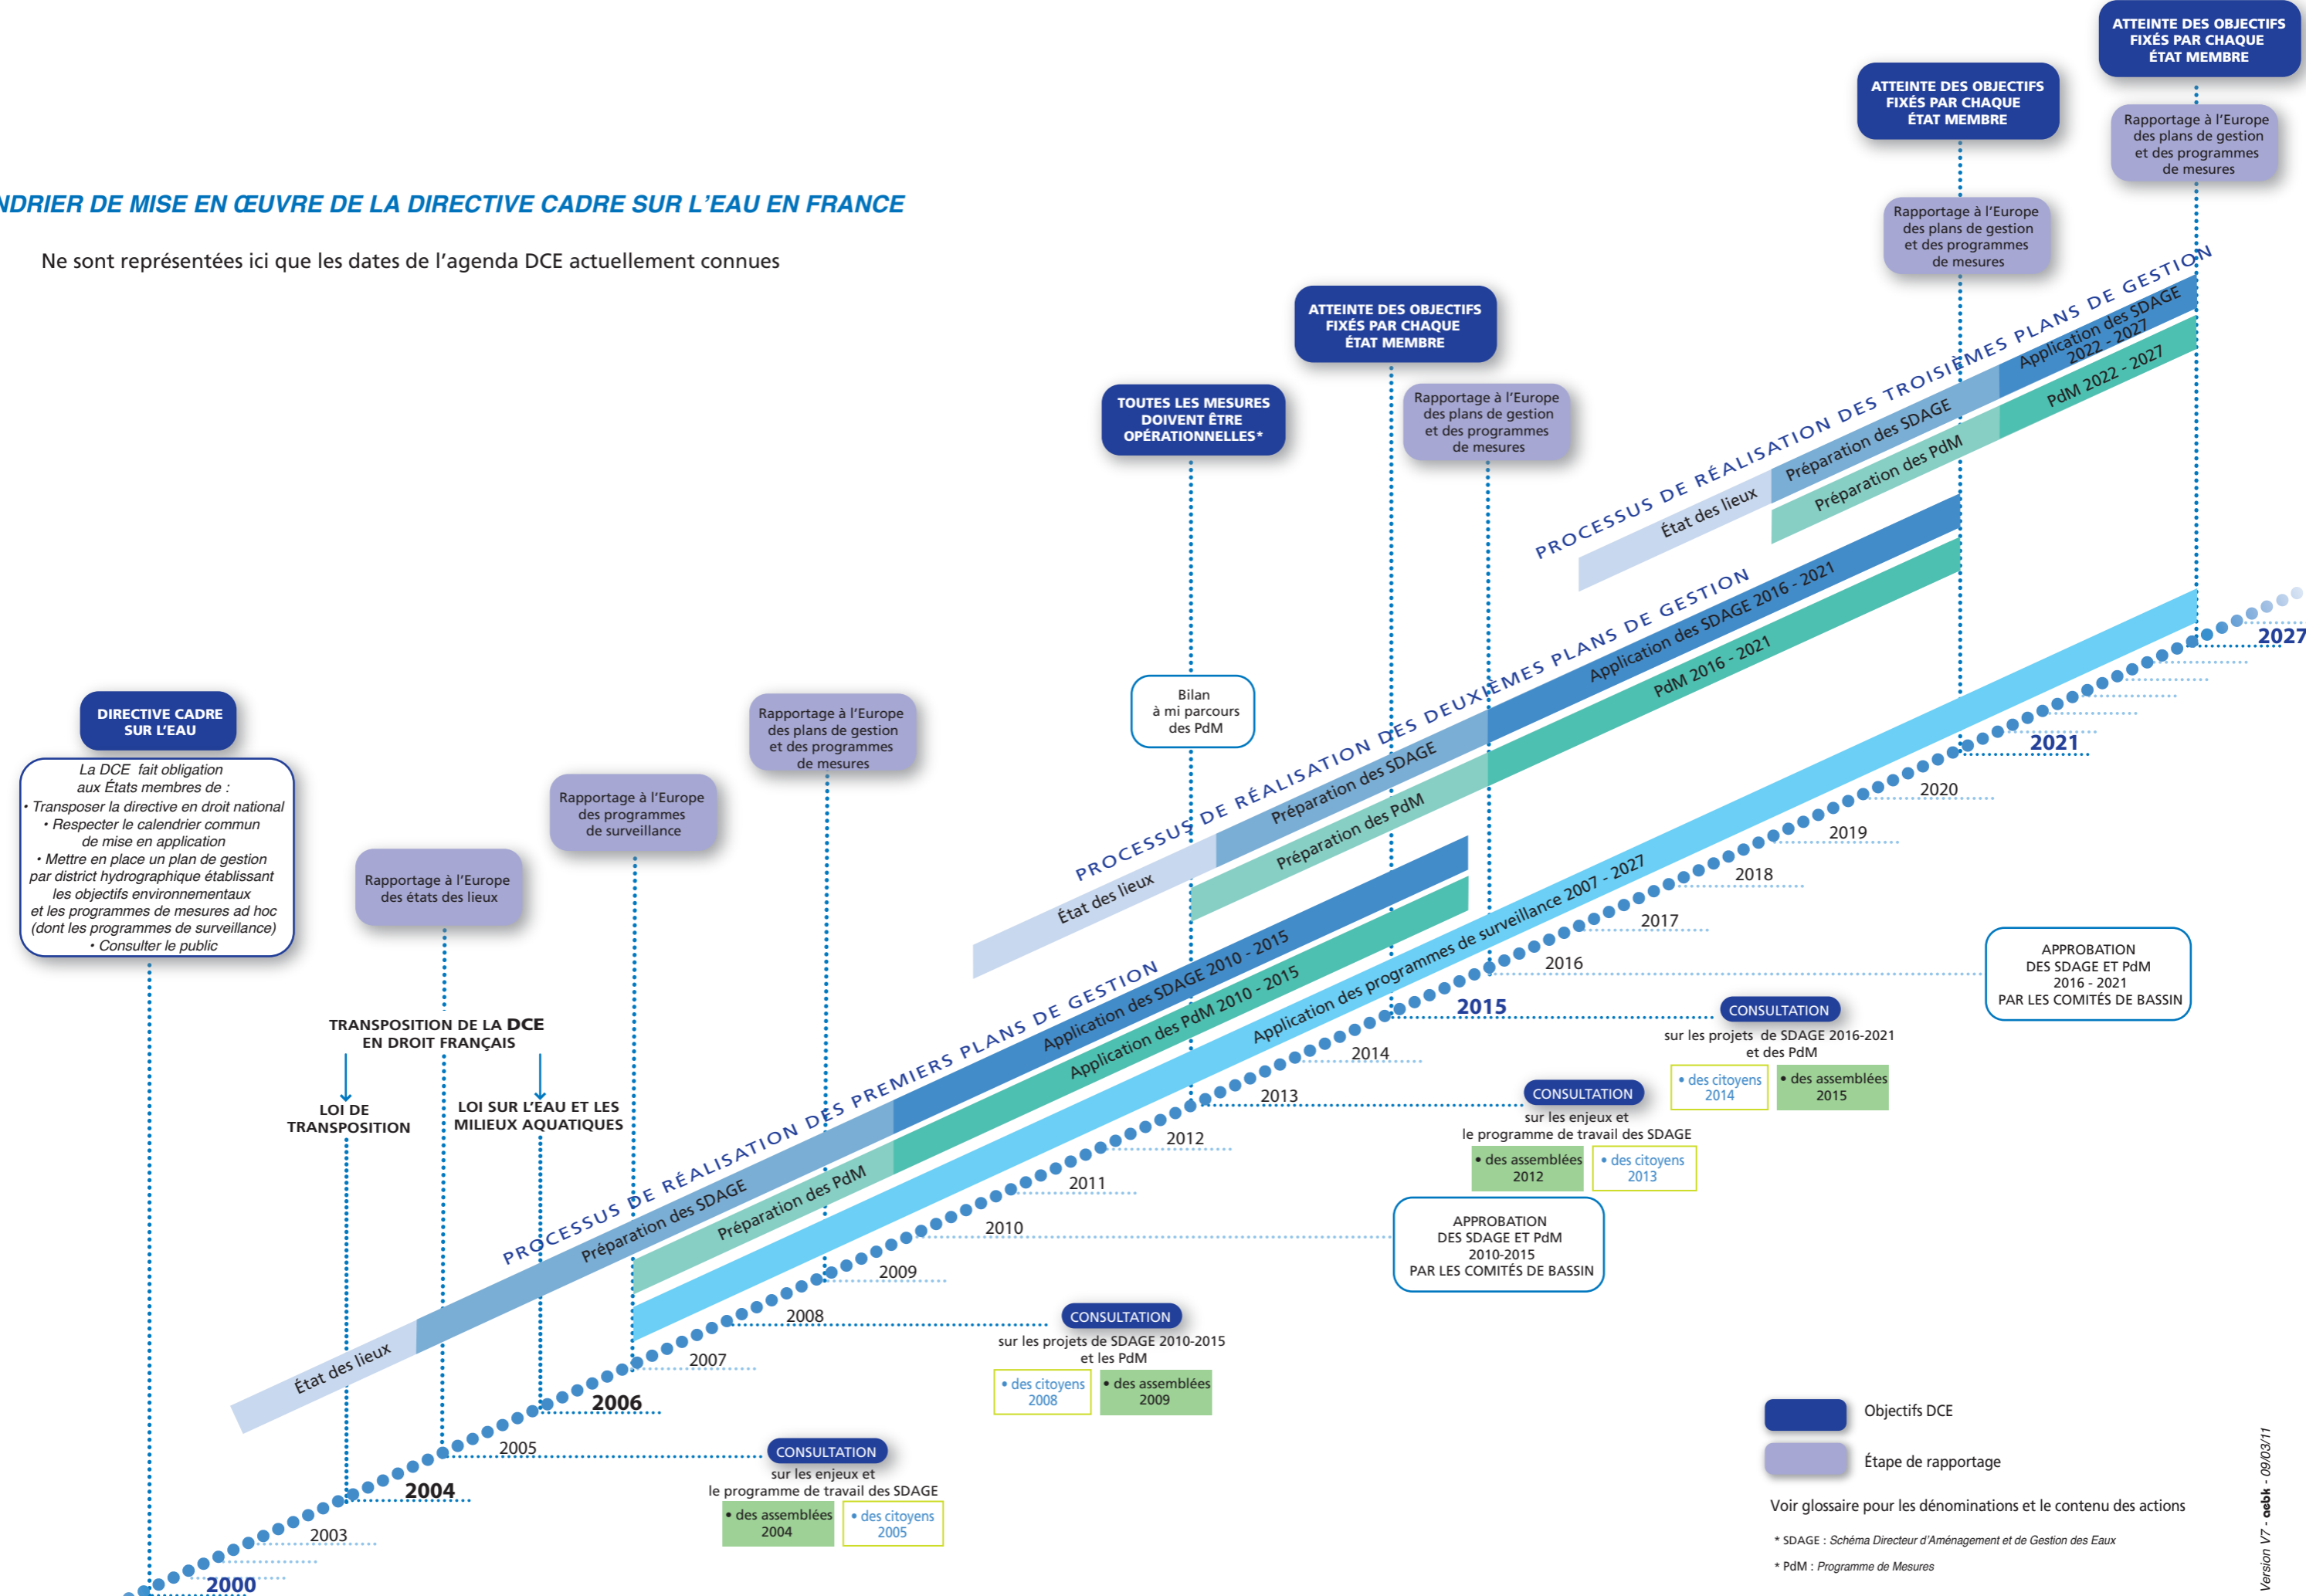 NDRIER DE MISE EN ŒUVRE DE LA DIRECTIVE CADRE SUR L'EAU EN FRANCE
Ne sont représentées ici que les dates de l'agenda DCE actuellement connues
DIRECTIVE CADRE
SUR L'EAU
La DCE fait obligation
aux États membres de :
• Transposer la directive en droit national
• Respecter le calendrier commun
de mise en application
• Mettre en place un plan de gestion
par district hydrographique établissant
les objectifs environnementaux
et les programmes de mesures ad hoc
(dont les programmes de surveillance)
• Consulter le public
Rapportage à l'Europe
des états des lieux
TRANSPOSITION DE LA DCE
EN DROIT FRANÇAIS
LOI DE
TRANSPOSITION
LOI SUR L'EAU ET LES
MILIEUX AQUATIQUES
Rapportage à l'Europe
des programmes
de surveillance
Rapportage à l'Europe
des plans de gestion
et des programmes
de mesures
TOUTES LES MESURES
DOIVENT ÊTRE
OPÉRATIONNELLES*
Bilan
à mi parcours
des PdM
ATTEINTE DES OBJECTIFS
FIXÉS PAR CHAQUE
ÉTAT MEMBRE
Rapportage à l'Europe
des plans de gestion
et des programmes
de mesures
ATTEINTE DES OBJECTIFS
FIXÉS PAR CHAQUE
ÉTAT MEMBRE
Rapportage à l'Europe
des plans de gestion
et des programmes
de mesures
ATTEINTE DES OBJECTIFS
FIXÉS PAR CHAQUE
ÉTAT MEMBRE
Rapportage à l'Europe
des plans de gestion
et des programmes
de mesures
PROCESSUS DE RÉALISATION DES TROISIÈMES PLANS DE GESTION
État des lieux
Préparation des SDAGE
Application des SDAGE
2022 - 2027
Préparation des PdM
PdM 2022 - 2027
PROCESSUS DE RÉALISATION DES DEUXIÈMES PLANS DE GESTION
État des lieux
Préparation des SDAGE
Application des SDAGE 2016 - 2021
Préparation des PdM
PdM 2016 - 2021
PROCESSUS DE RÉALISATION DES PREMIERS PLANS DE GESTION
État des lieux
Préparation des SDAGE
Application des SDAGE 2010 - 2015
Préparation des PdM
Application des PdM 2010 - 2015
Application des programmes de surveillance 2007 - 2027
2000
2003
2004
2005
2006
2007
2008
2009
2010
2011
2012
2013
2014
2015
2016
2017
2018
2019
2020
2021
2027
CONSULTATION
sur les enjeux et
le programme de travail des SDAGE
• des assemblées
2004
• des citoyens
2005
CONSULTATION
sur les projets de SDAGE 2010-2015
et les PdM
• des citoyens
2008
• des assemblées
2009
APPROBATION
DES SDAGE ET PdM
2010-2015
PAR LES COMITÉS DE BASSIN
CONSULTATION
sur les enjeux et
le programme de travail des SDAGE
• des assemblées
2012
• des citoyens
2013
CONSULTATION
sur les projets de SDAGE 2016-2021
et des PdM
• des citoyens
2014
• des assemblées
2015
APPROBATION
DES SDAGE ET PdM
2016 - 2021
PAR LES COMITÉS DE BASSIN
Objectifs DCE
Étape de rapportage
Voir glossaire pour les dénominations et le contenu des actions
* SDAGE : Schéma Directeur d'Aménagement et de Gestion des Eaux
* PdM : Programme de Mesures
Version V7 - aebk - 09/03/11